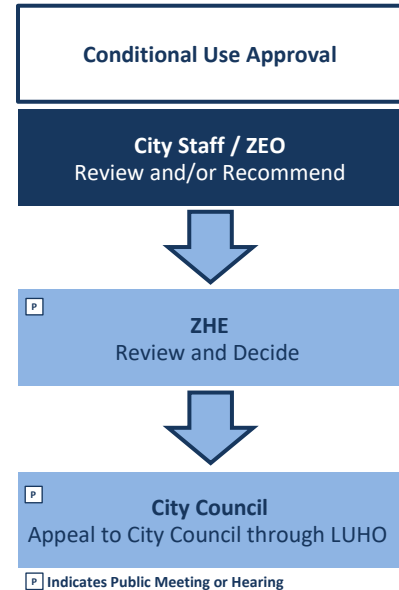 Conditional Use Approval
City Staff / ZEO
Review and/or Recommend
P
ZHE
Review and Decide
P
City Council
Appeal to City Council through LUHO
P Indicates Public Meeting or Hearing